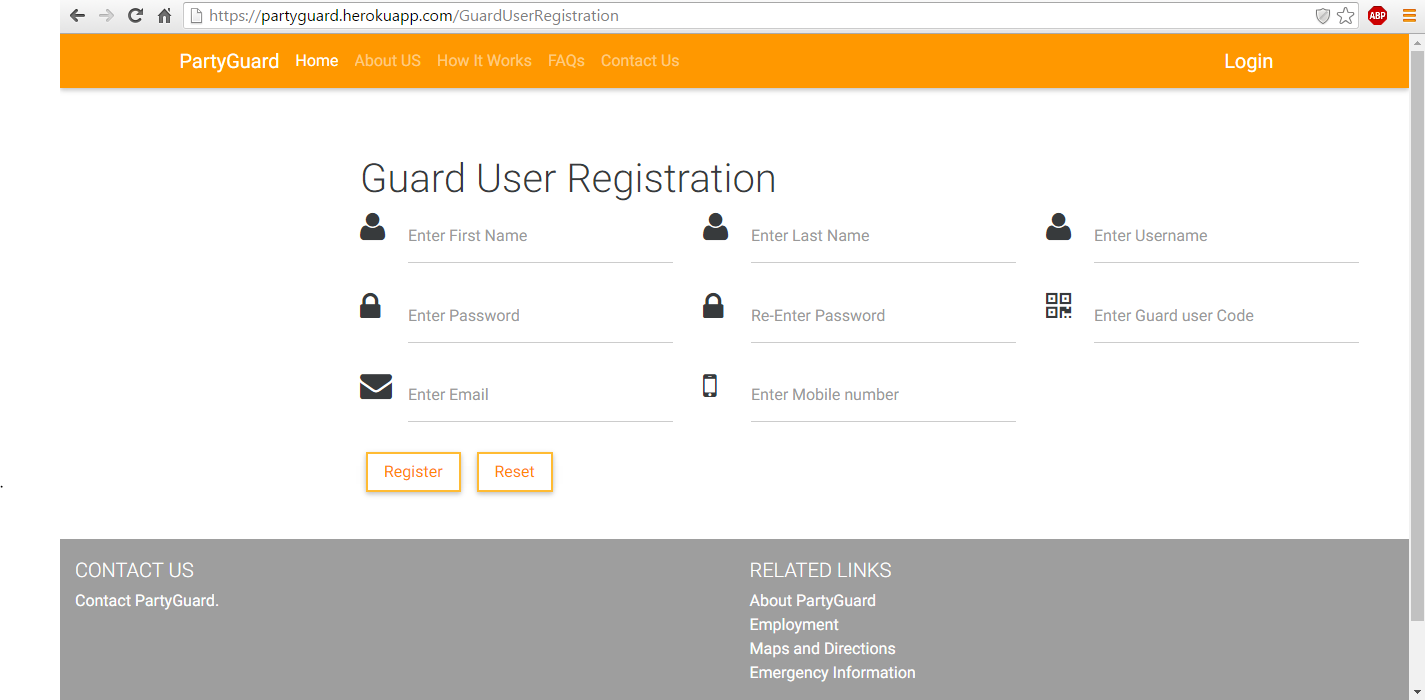 https://partyguard.herokuapp.com/GuardUserRegistration
ABP
PartyGuard Home About US How It Works FAQs Contact Us Login
Guard User Registration
Enter First Name Enter Last Name Enter Username
Enter Password Re-Enter Password Enter Guard user Code
Enter Email Enter Mobile number
Register Reset
.
CONTACT US RELATED LINKS
Contact PartyGuard. About PartyGuard
Employment
Maps and Directions
Emergency Information